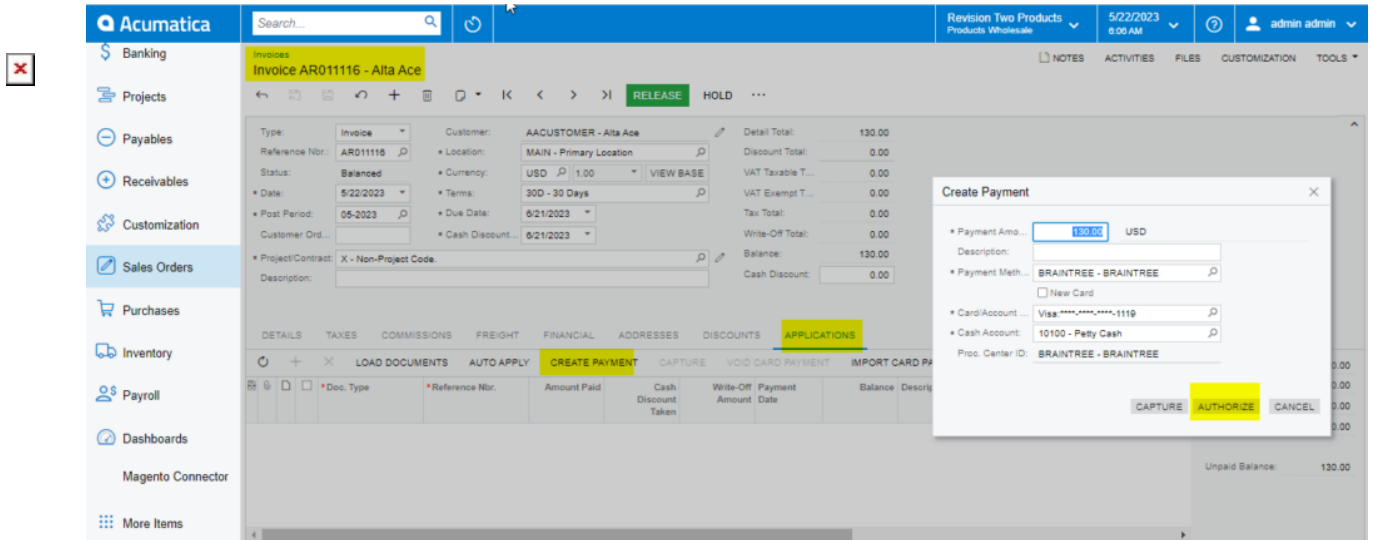 Acumatica
Search...
Revision Two Products
Products Wholesale
5/22/2023
6:06 AM
admin admin
Banking
Projects
Payables
Receivables
Customization
Sales Orders
Purchases
Inventory
Payroll
Dashboards
Magento Connector
More Items
Invoices
Invoice AR011116 - Alta Ace
NOTES ACTIVITIES FILES CUSTOMIZATION TOOLS
RELEASE HOLD
Type: Invoice Customer: AACUSTOMER - Alta Ace Detail Total: 130.00
Reference Nbr.: AR011116 * Location: MAIN - Primary Location Discount Total: 0.00
Status: Balanced * Currency: USD 1.00 VIEW BASE VAT Taxable T... 0.00
* Date: 5/22/2023 * Terms: 30D - 30 Days VAT Exempt T... 0.00
* Post Period: 05-2023 * Due Date: 6/21/2023 Tax Total: 0.00
Customer Ord... * Cash Discount... 6/21/2023 Write-Off Total: 0.00
* Project/Contract: X - Non-Project Code. Balance: 130.00
Description: Cash Discount: 0.00
DETAILS TAXES COMMISSIONS FREIGHT FINANCIAL ADDRESSES DISCOUNTS APPLICATIONS
LOAD DOCUMENTS AUTO APPLY CREATE PAYMENT CAPTURE VOID CARD PAYMENT IMPORT CARD PA
*Doc. Type *Reference Nbr. Amount Paid Cash Discount Taken Write-Off Amount Payment Date Balance Descrip
0.00
0.00
0.00
0.00
Unpaid Balance: 130.00
Create Payment
* Payment Amo... 130.00 USD
Description:
* Payment Meth... BRAINTREE - BRAINTREE
New Card
* Card/Account ... Visa:****-****-****-1119
* Cash Account: 10100 - Petty Cash
Proc. Center ID: BRAINTREE - BRAINTREE
CAPTURE AUTHORIZE CANCEL